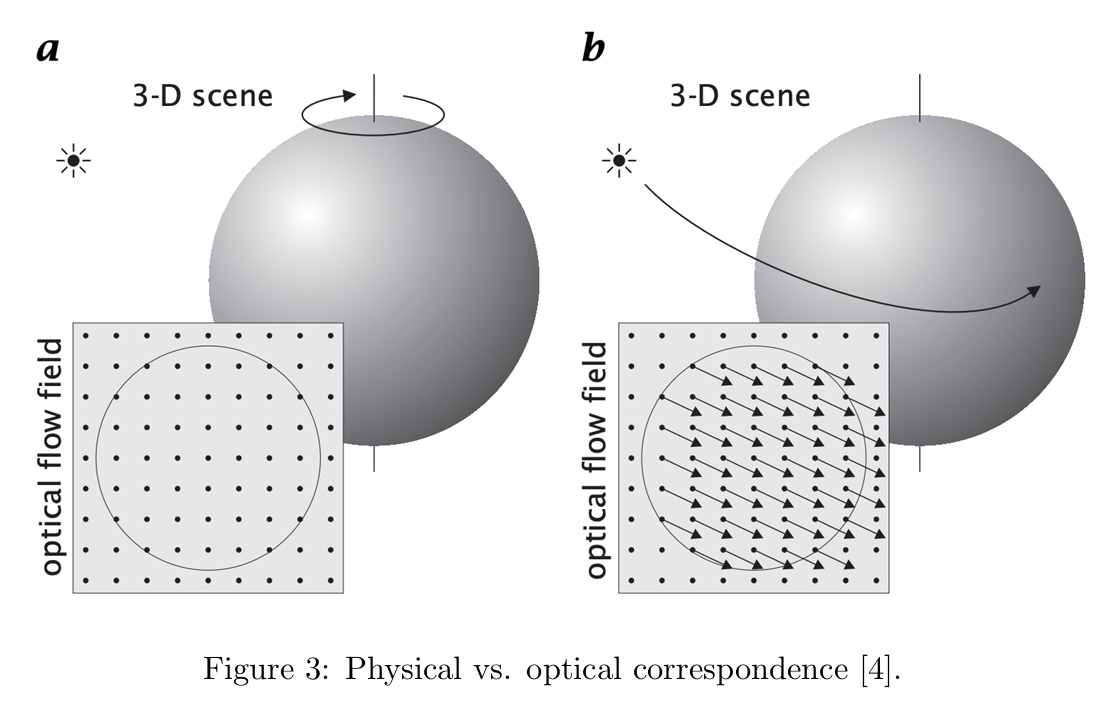 a
3-D scene
optical flow field
b
3-D scene
optical flow field
Figure 3: Physical vs. optical correspondence [4].